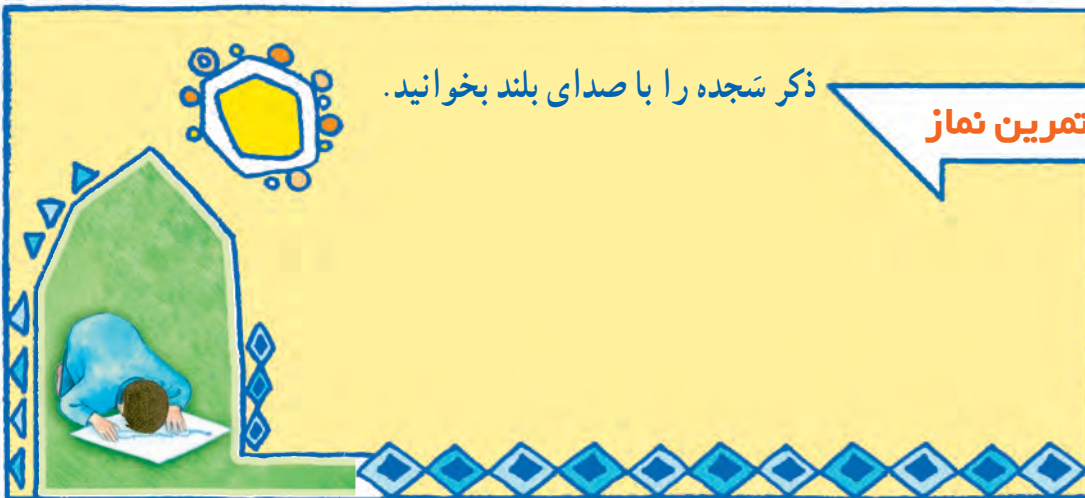 تمرین نماز
ذکر سَجده را با صدای بلند بخوانید.